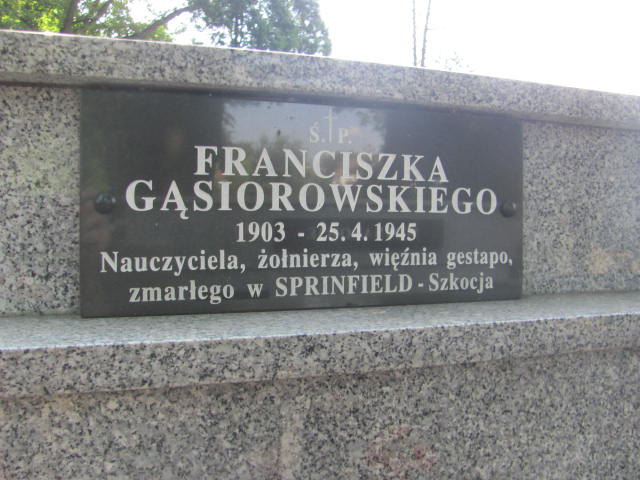 Ś. P.
FRANCISZKA
GĄSIOROWSKIEGO
1903 - 25.4.1945
Nauczyciela, żołnierza, więźnia gestapo,
zmarłego w SPRINFIELD - Szkocja